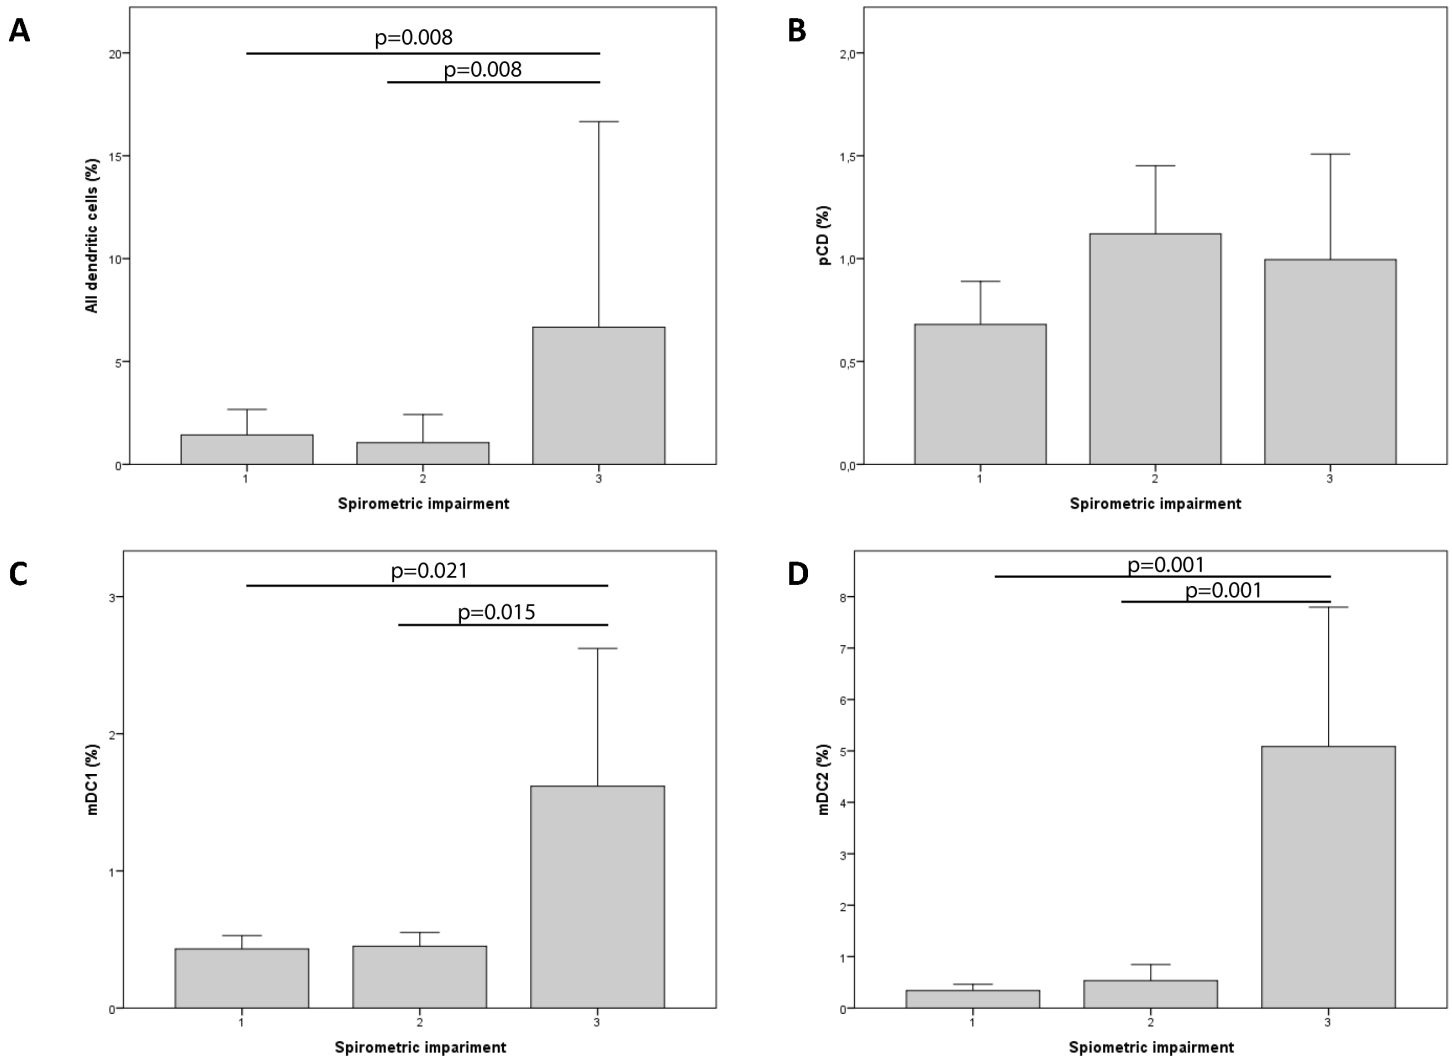 A
p=0.008
p=0.008
20
15
10
5
0
All dendritic cells (%)
1 2 3
Spirometric impairment
B
2,0
1,5
1,0
0,5
0,0
pCD (%)
1 2 3
Spirometric impairment
C
p=0.021
p=0.015
3
2
1
0
mDC1 (%)
1 2 3
Spirometric impariment
D
p=0.001
p=0.001
8
7
6
5
4
3
2
1
0
mDC2 (%)
1 2 3
Spiometric impairment